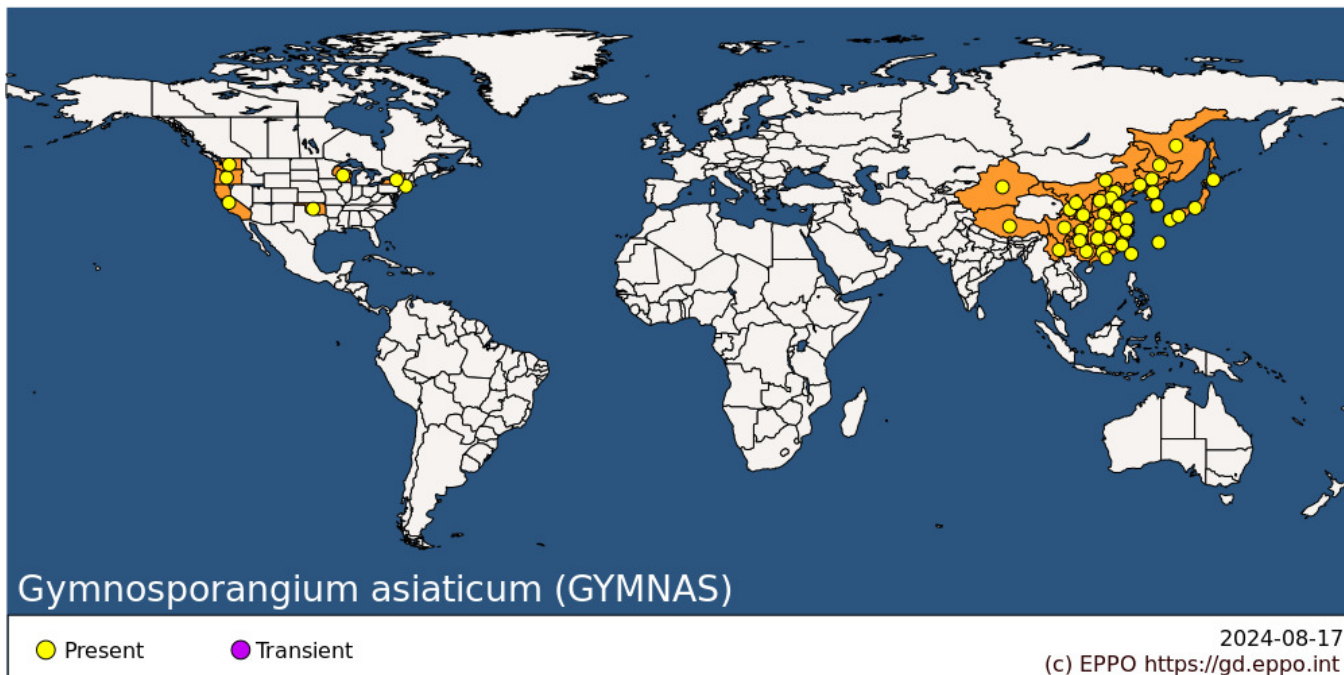 Gymnosporangium asiaticum (GYMNAS)
Present
Transient
2024-08-17
(c) EPPO https://gd.eppo.int